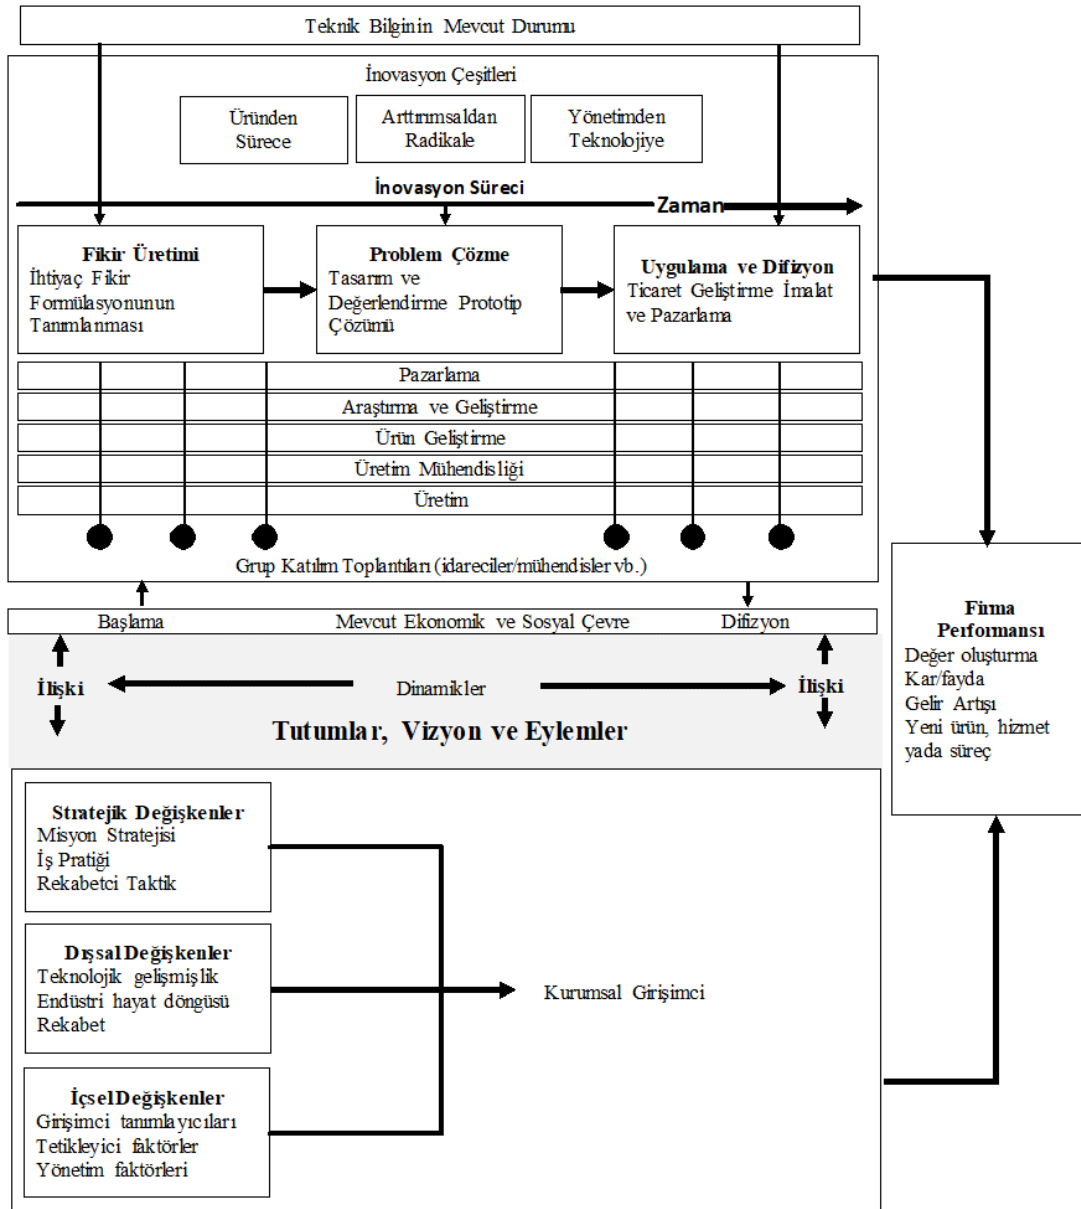 Teknik Bilginin Mevcut Durumu
İnovasyon Çeşitleri
Üründen
Sürece
Arttırımsaldan
Radikale
Yönetimden
Teknolojiye
İnovasyon Süreci
Zaman
Fikir Üretimi
İhtiyaç Fikir
Formülasyonunun
Tanımlanması
Problem Çözme
Tasarım ve
Değerlendirme Prototip
Çözümü
Uygulama ve Difizyon
Ticaret Geliştirme İmalat
ve Pazarlama
Pazarlama
Araştırma ve Geliştirme
Ürün Geliştirme
Üretim Mühendisliği
Üretim
Grup Katılım Toplantıları (idareciler/mühendisler vb.)
Başlama
Mevcut Ekonomik ve Sosyal Çevre
Difizyon
İlişki
Dinamikler
İlişki
Tutumlar, Vizyon ve Eylemler
Firma
Performansı
Değer oluşturma
Kar/fayda
Gelir Artışı
Yeni ürün, hizmet
yada süreç
Stratejik Değişkenler
Misyon Stratejisi
İş Pratiği
Rekabetci Taktik
Dışsal Değişkenler
Teknolojik gelişmişlik
Endüstri hayat döngüsü
Rekabet
Kurumsal Girişimci
İçsel Değişkenler
Girişimci tanımlayıcıları
Tetikleyici faktörler
Yönetim faktörleri